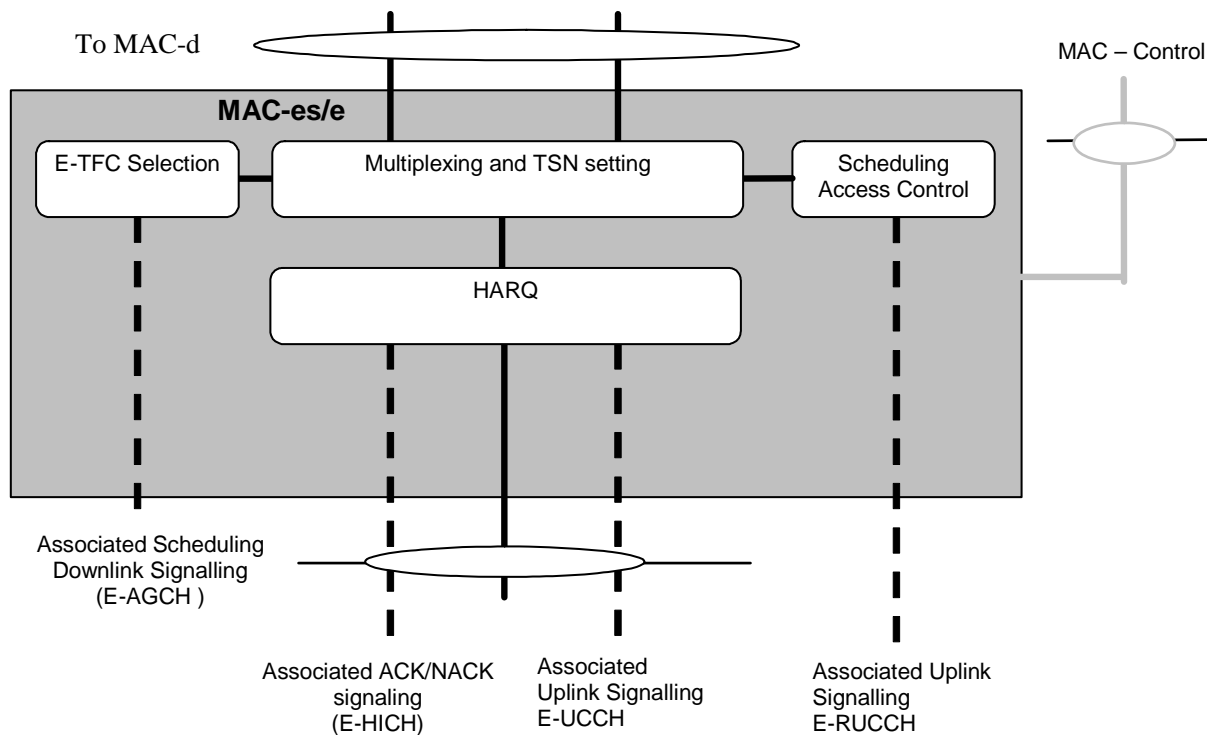 To MAC-d
MAC – Control
MAC-es/e
E-TFC Selection
Multiplexing and TSN setting
Scheduling
Access Control
HARQ
Associated Scheduling
Downlink Signalling
(E-AGCH )
Associated ACK/NACK
signaling
(E-HICH)
Associated
Uplink Signalling
E-UCCH
Associated Uplink
Signalling
E-RUCCH